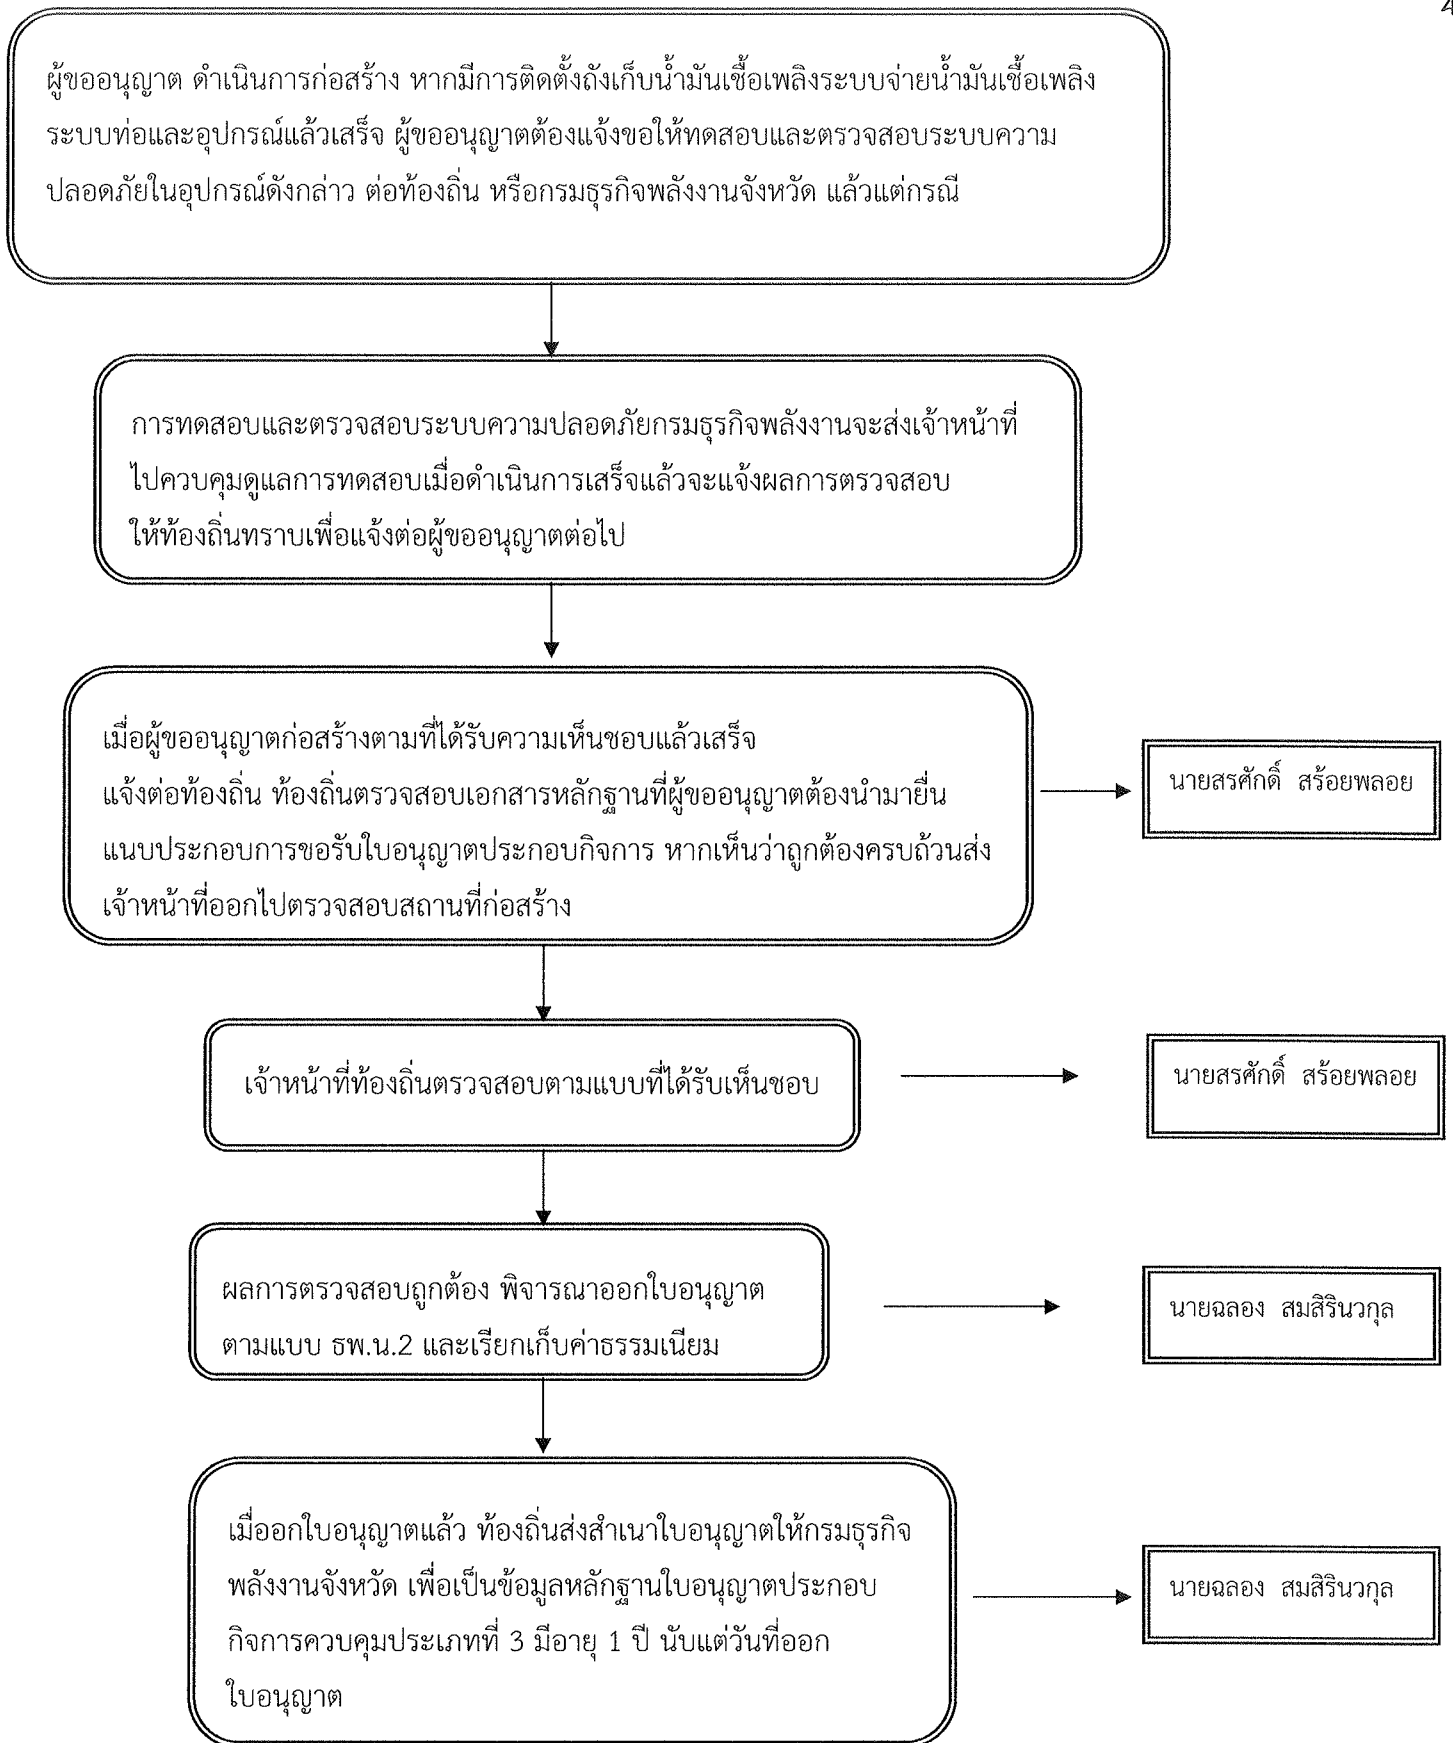 4
ผู้ขออนุญาต ดำเนินการก่อสร้าง หากมีการติดตั้งถังเก็บน้ำมันเชื้อเพลิงระบบจ่ายน้ำมันเชื้อเพลิง
ระบบท่อและอุปกรณ์แล้วเสร็จ ผู้ขออนุญาตต้องแจ้งขอให้ทดสอบและตรวจสอบระบบความ
ปลอดภัยในอุปกรณ์ดังกล่าว ต่อท้องถิ่น หรือกรมธุรกิจพลังงานจังหวัด แล้วแต่กรณี
การทดสอบและตรวจสอบระบบความปลอดภัยกรมธุรกิจพลังงานจะส่งเจ้าหน้าที่
ไปควบคุมดูแลการทดสอบเมื่อดำเนินการเสร็จแล้วจะแจ้งผลการตรวจสอบ
ให้ท้องถิ่นทราบเพื่อแจ้งต่อผู้ขออนุญาตต่อไป
เมื่อผู้ขออนุญาตก่อสร้างตามที่ได้รับความเห็นชอบแล้วเสร็จ
แจ้งต่อท้องถิ่น ท้องถิ่นตรวจสอบเอกสารหลักฐานที่ผู้ขออนุญาตต้องนำมายื่น
แนบประกอบการขอรับใบอนุญาตประกอบกิจการ หากเห็นว่าถูกต้องครบถ้วนส่ง
เจ้าหน้าที่ออกไปตรวจสอบสถานที่ก่อสร้าง
นายสรศักดิ์ สร้อยพลอย
เจ้าหน้าที่ท้องถิ่นตรวจสอบตามแบบที่ได้รับเห็นชอบ
นายสรศักดิ์ สร้อยพลอย
ผลการตรวจสอบถูกต้อง พิจารณาออกใบอนุญาต
ตามแบบ ธพ.น.2 และเรียกเก็บค่าธรรมเนียม
นายฉลอง สมสิรินวกุล
เมื่อออกใบอนุญาตแล้ว ท้องถิ่นส่งสำเนาใบอนุญาตให้กรมธุรกิจ
พลังงานจังหวัด เพื่อเป็นข้อมูลหลักฐานใบอนุญาตประกอบ
กิจการควบคุมประเภทที่ 3 มีอายุ 1 ปี นับแต่วันที่ออก
ใบอนุญาต
นายฉลอง สมสิรินวกุล